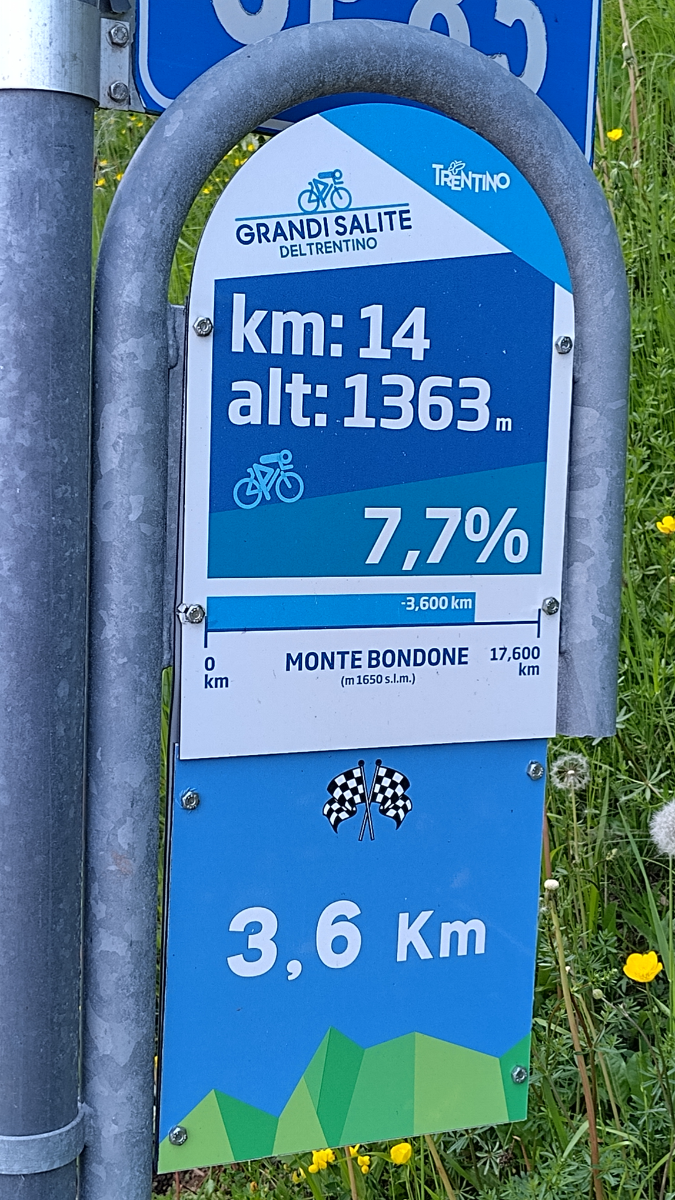 TRENTINO
GRANDI SALITE
DEL TRENTINO
km: 14
alt: 1363 m
7,7%
-3,600 km
0
km
MONTE BONDONE
(m 1650 s.l.m.)
17,600
km
3,6 Km